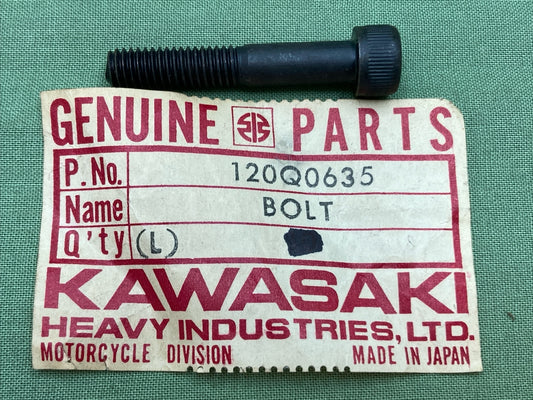 GENUINE PARTS
P.No. 120Q0635
Name BOLT
Q'ty (L)
KAWASAKI
HEAVY INDUSTRIES, LTD.
MOTORCYCLE DIVISION MADE IN JAPAN